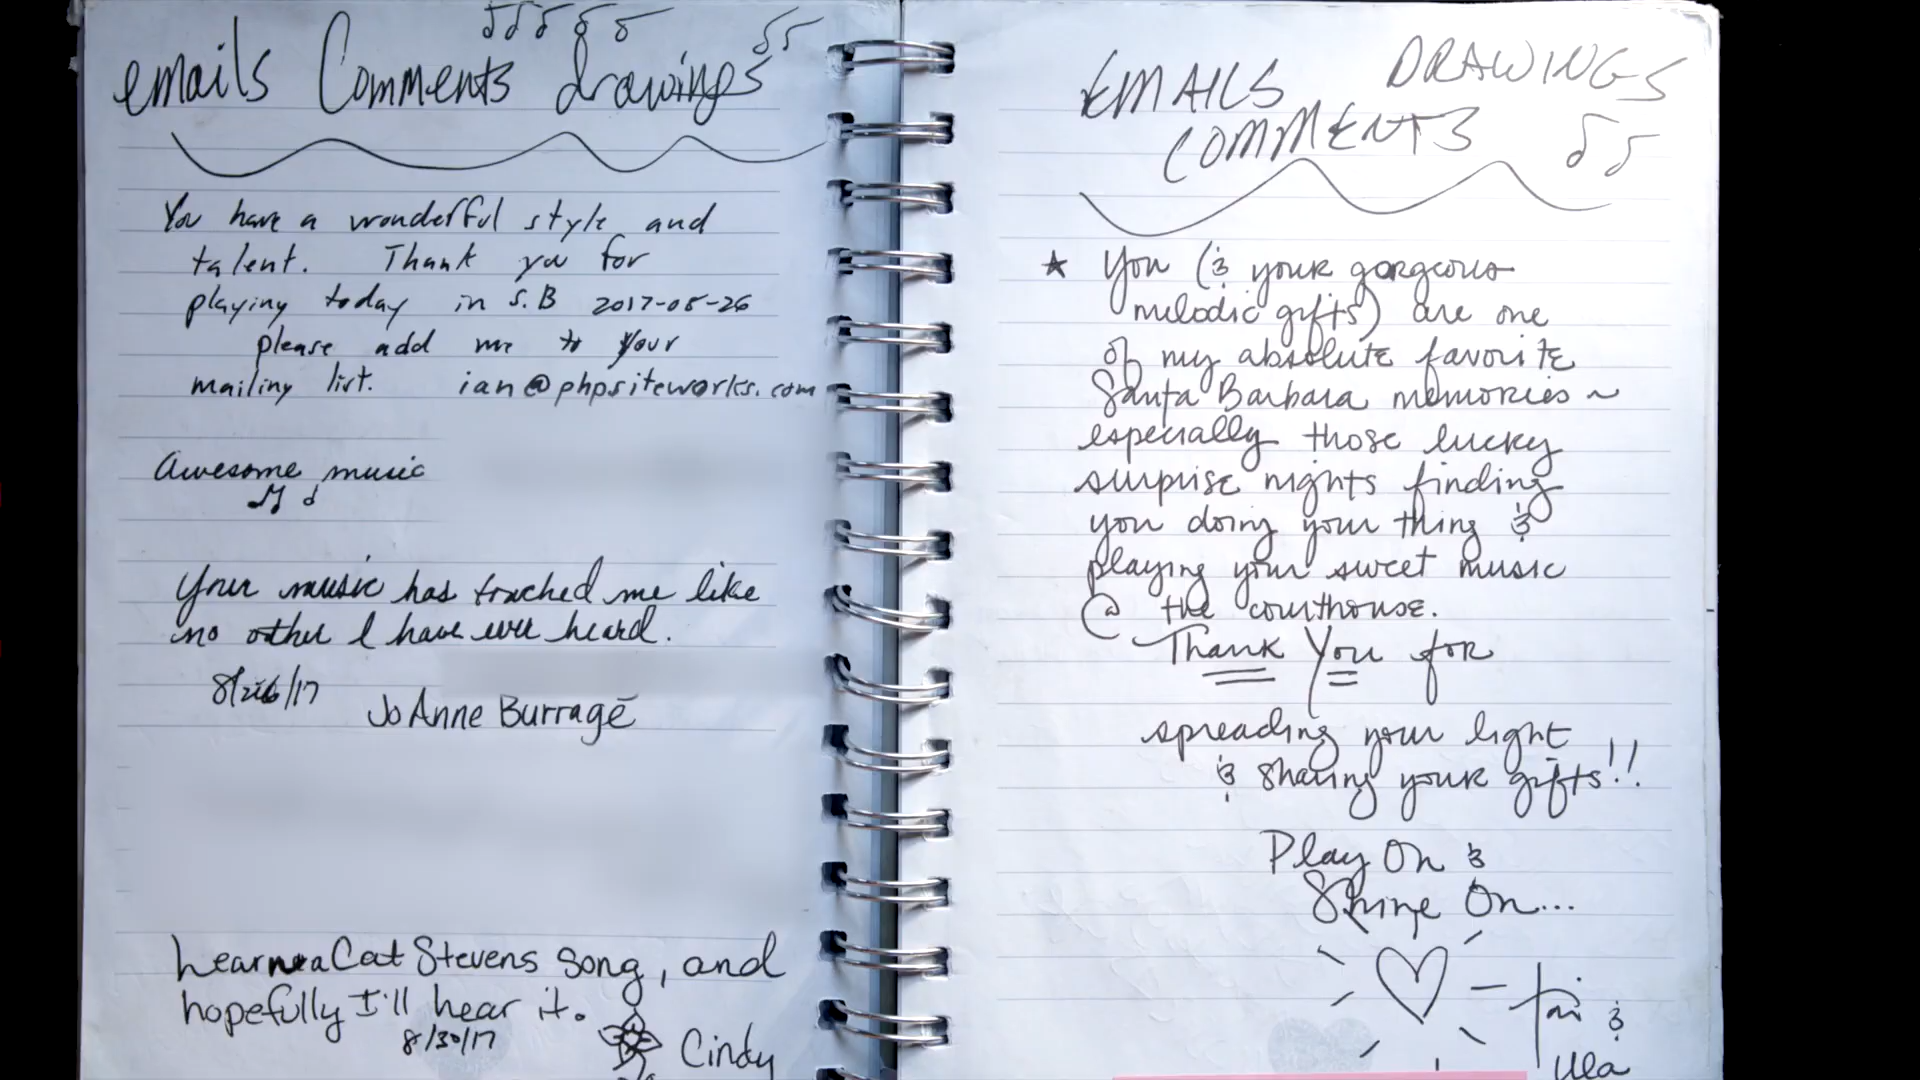 emails Comments drawings
You have a wonderful style and
talent. Thank you for
playing today in S.B 2017-08-26
please add me to your
mailing list. ian@phpsiteworks.com
Awesome music
Your music has touched me like
no other I have ever heard.
8/26/17
JoAnne Burrage
Learn a Cat Stevens song, and
hopefully I'll hear it.
8/30/17
Cindy
EMAILS DRAWINGS
COMMENTS
You (& your gorgeous
melodic gifts) are one
of my absolute favorite
Santa Barbara memories ~
especially those lucky
surprise nights finding
you doing your thing &
playing your sweet music
@ the courthouse.
Thank You for
spreading your light
& sharing your gifts!!
Play On &
Shine On...
&